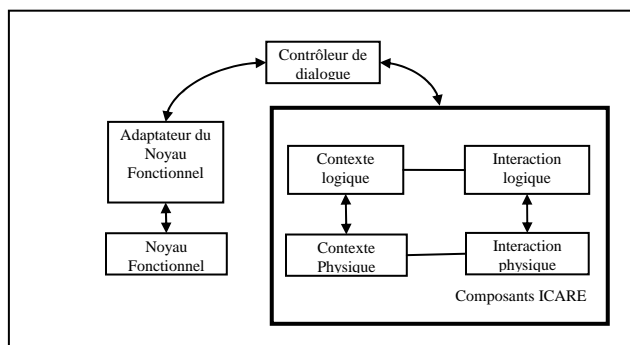 Contrôleur de
dialogue
Adaptateur du
Noyau
Fonctionnel
Noyau
Fonctionnel
Contexte
logique
Interaction
logique
Contexte
Physique
Interaction
physique
Composants ICARE